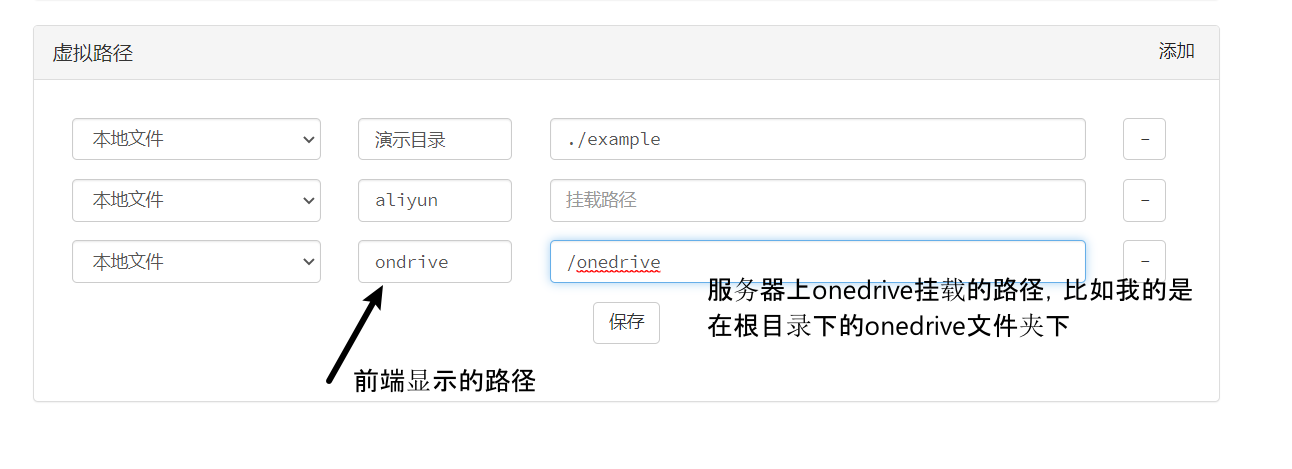 虚拟路径 添加
本地文件 演示目录 ./example -
本地文件 aliyun 挂载路径 -
本地文件 ondrive /onedrive -
服务器上onedrive挂载的路径, 比如我的是
在根目录下的onedrive文件夹下
保存
前端显示的路径